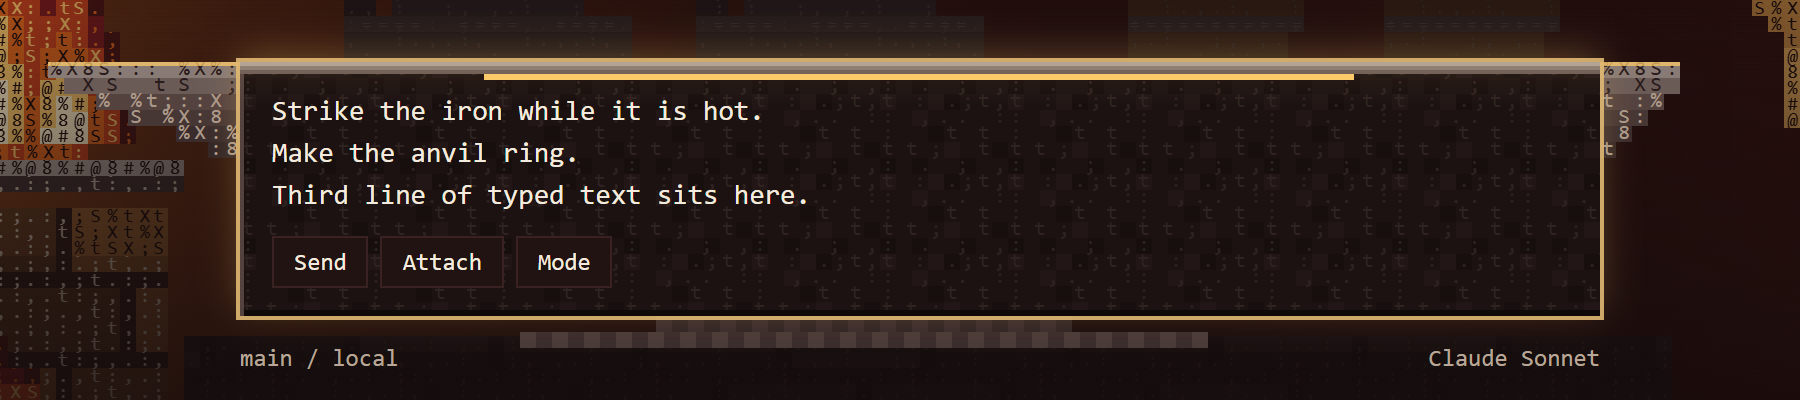 Strike the iron while it is hot.
Make the anvil ring.
Third line of typed text sits here.
Send Attach Mode
main / local Claude Sonnet